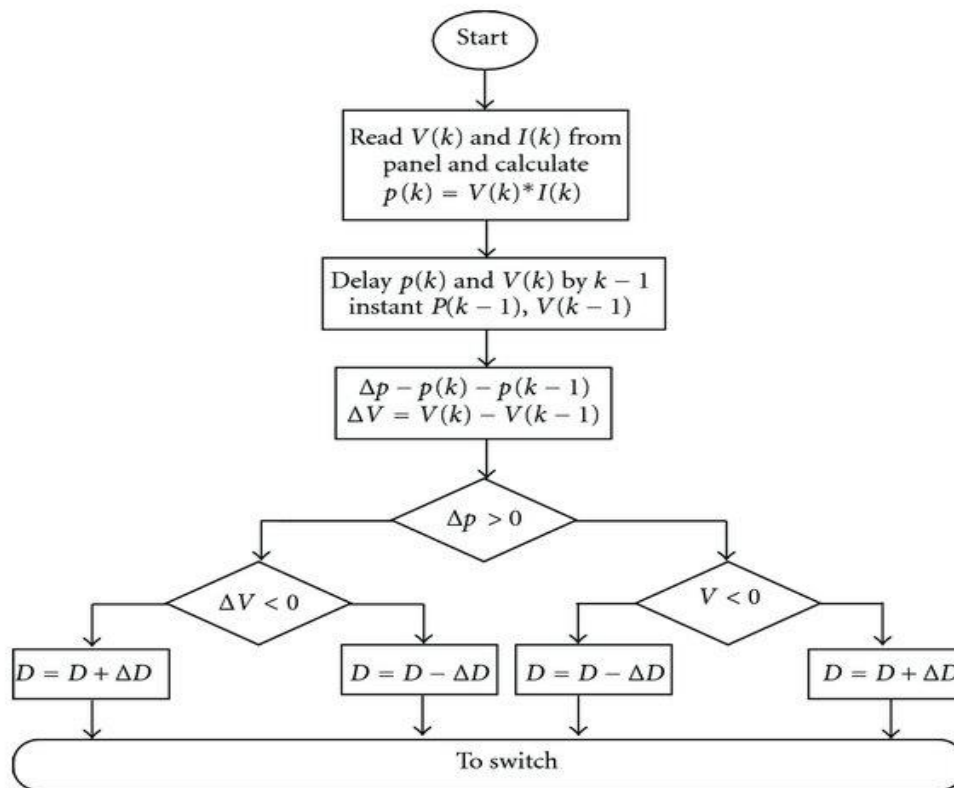 Start
Read V(k) and I(k) from
panel and calculate
p(k) = V(k)*I(k)
Delay p(k) and V(k) by k − 1
instant P(k − 1), V(k − 1)
Δp − p(k) − p(k − 1)
ΔV = V(k) − V(k − 1)
Δp > 0
ΔV < 0
V < 0
D = D + ΔD
D = D − ΔD
D = D − ΔD
D = D + ΔD
To switch